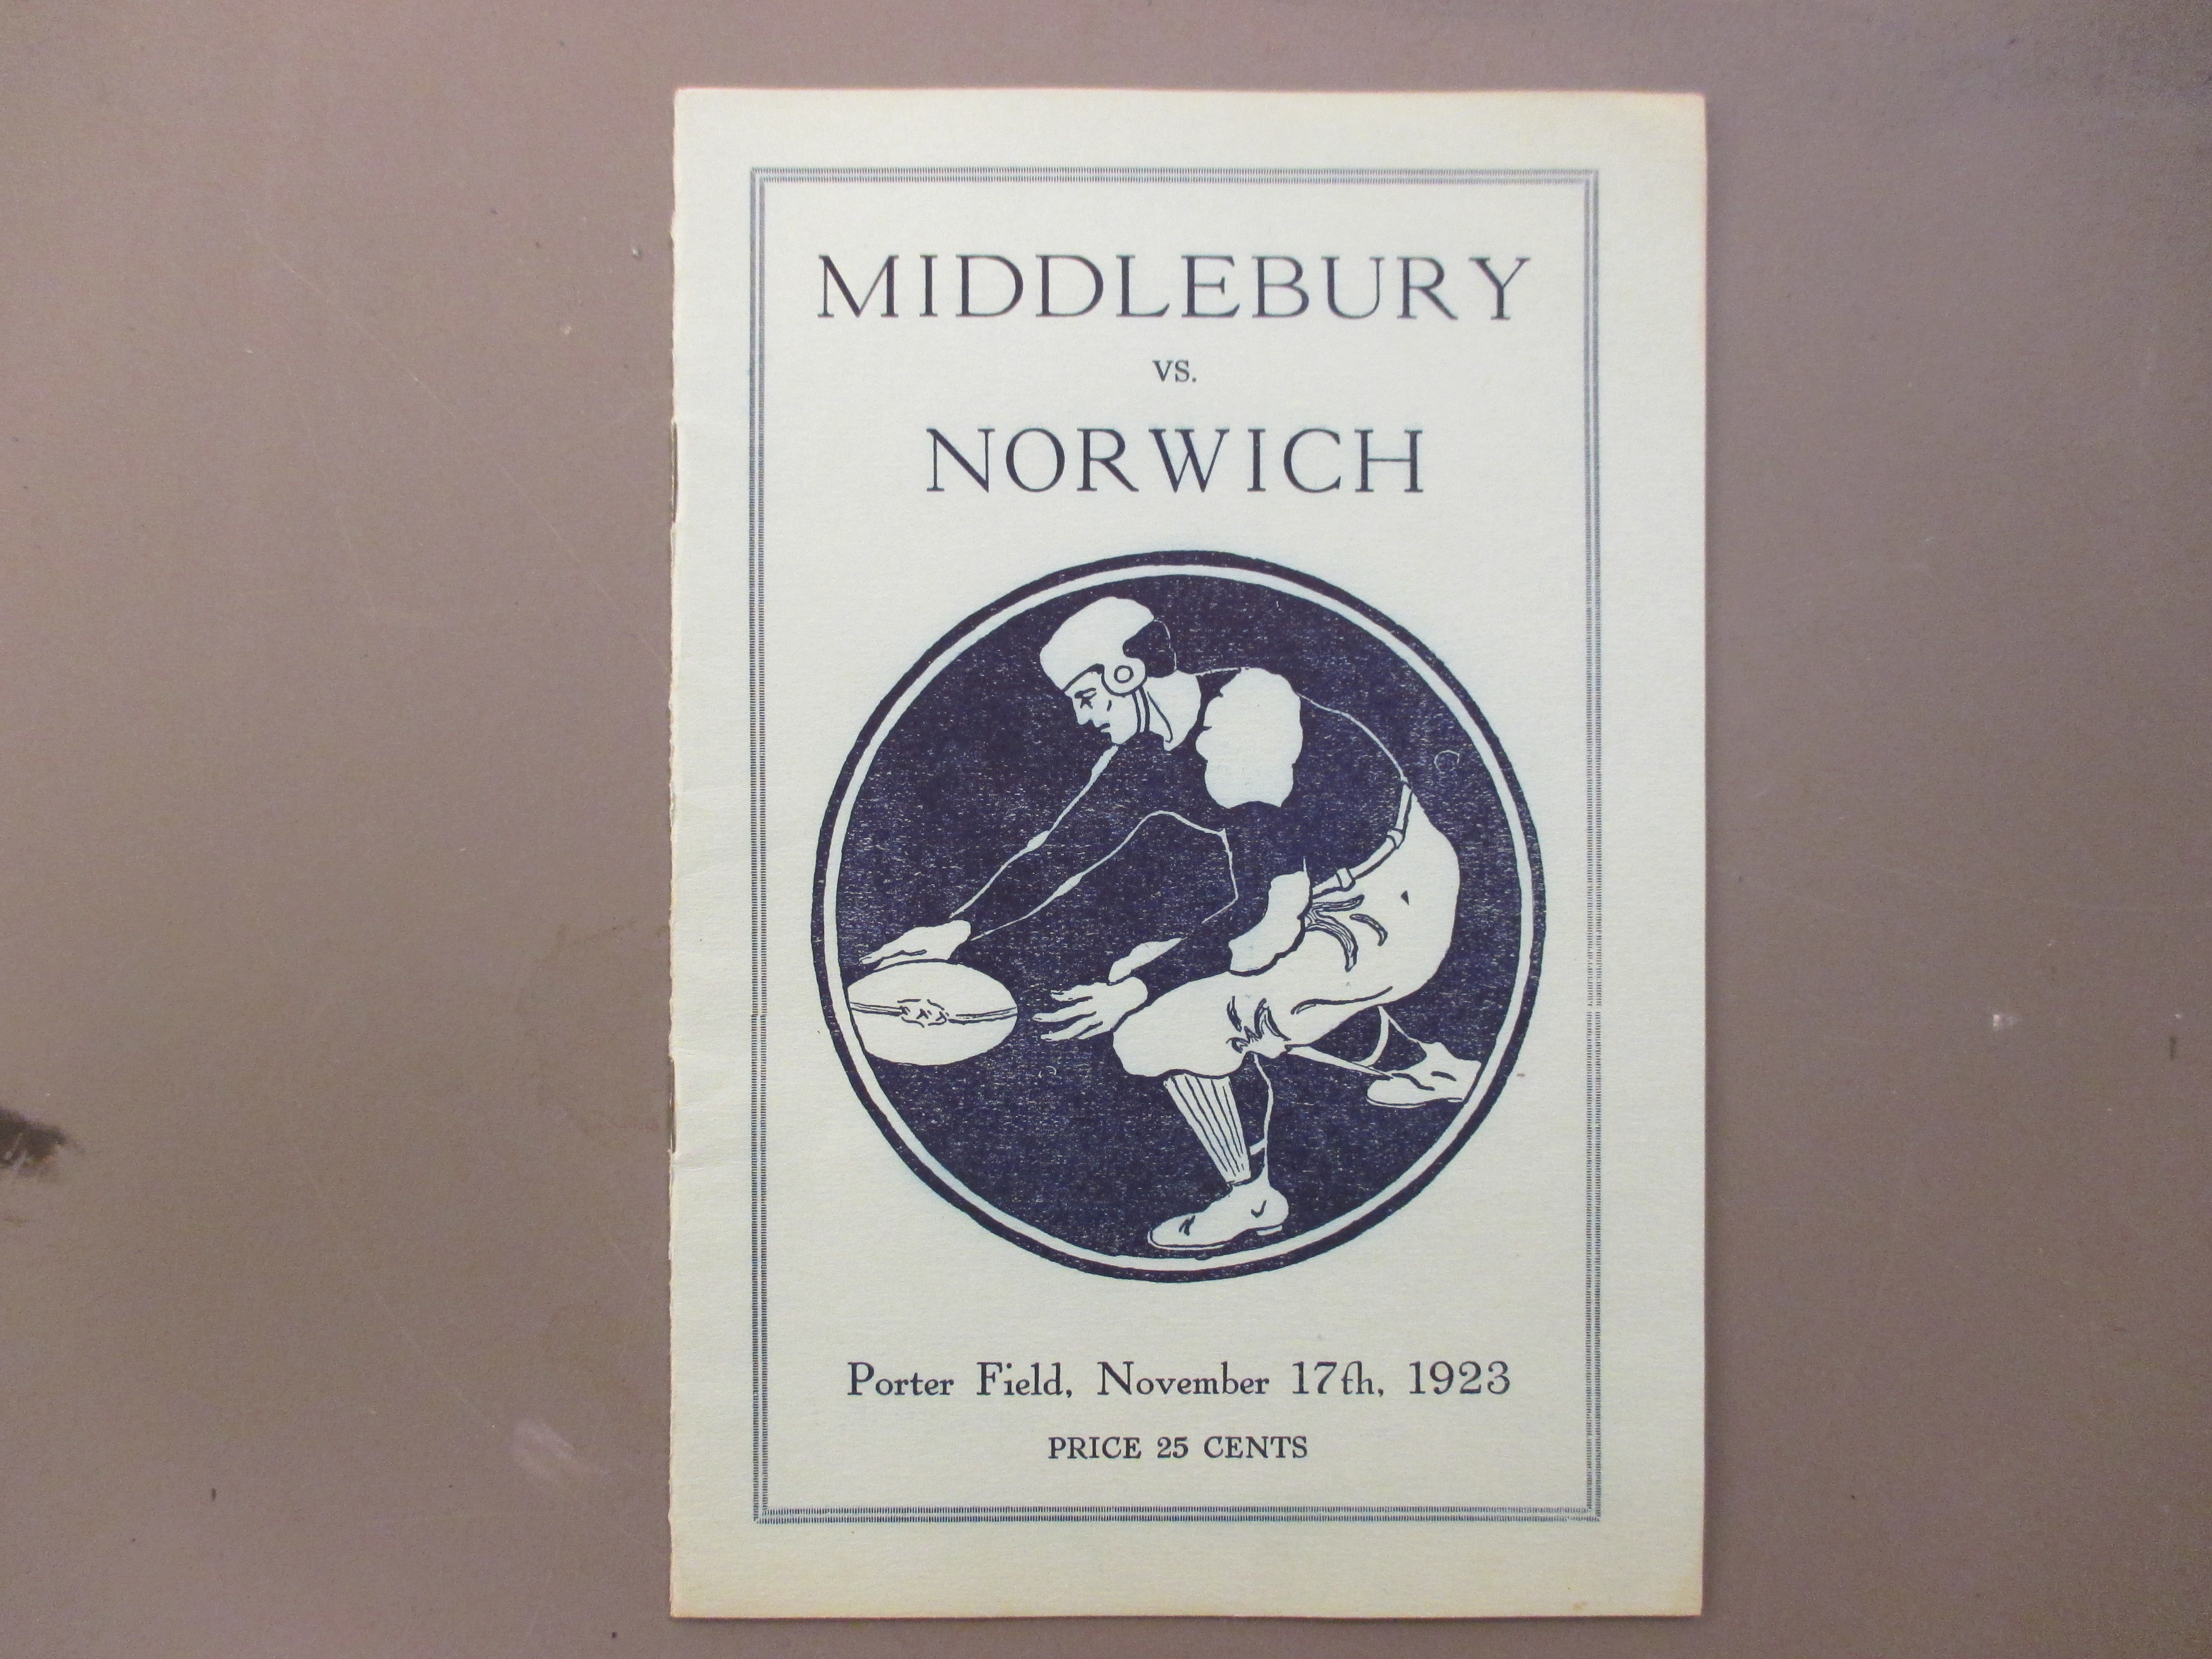 MIDDLEBURY
VS.
NORWICH
Porter Field, November 17th, 1923
PRICE 25 CENTS